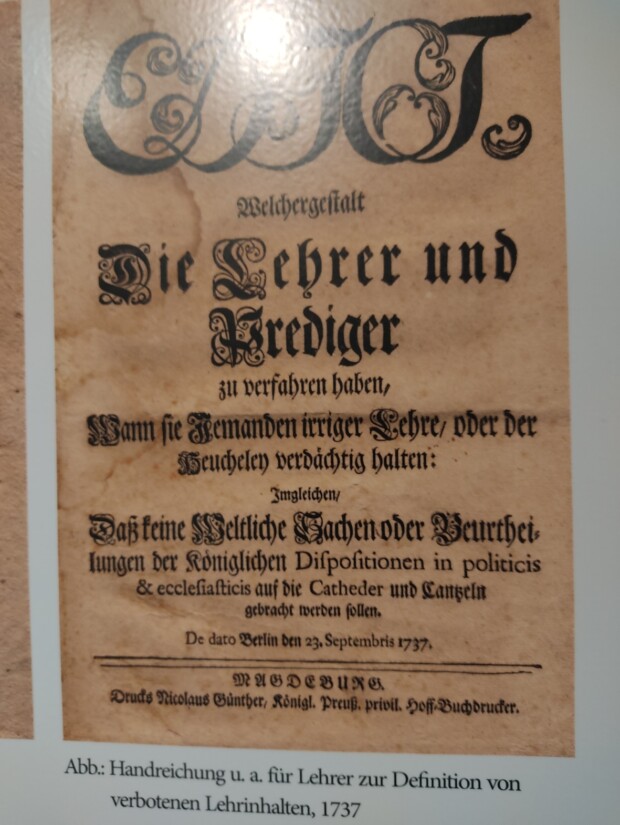 EDICT.
Welchergestalt
Die Lehrer und
Prediger
zu verfahren haben/
Wann sie Jemanden irriger Lehre/ oder der
Heucheley verdächtig halten:
Imgleichen/
Daß keine Weltliche Sachen oder Beurthei-
lungen der Königlichen Dispositionen in politicis
& ecclesiasticis auf die Catheder und Cantzeln
gebracht werden sollen.
De dato Berlin den 23. Septembris 1737.
MAGDEBURG.
Druckts Nicolaus Günther/ Königl. Preuß. privil. Hoff-Buchdrucker.
Abb.: Handreichung u. a. für Lehrer zur Definition von
verbotenen Lehrinhalten, 1737